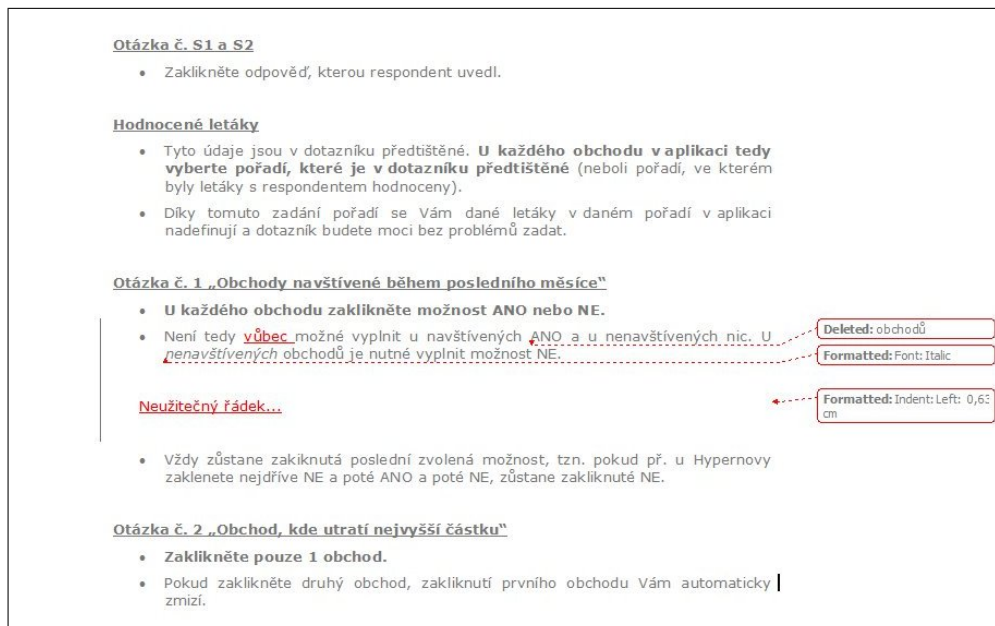 Otázka č. S1 a S2
• Zaklikněte odpověď, kterou respondent uvedl.
Hodnocené letáky
• Tyto údaje jsou v dotazníku předtištěné. U každého obchodu v aplikaci tedy
vyberte pořadí, které je v dotazníku předtištěné (neboli pořadí, ve kterém
byly letáky s respondentem hodnoceny).
• Díky tomuto zadání pořadí se Vám dané letáky v daném pořadí v aplikaci
nadefinují a dotazník budete moci bez problémů zadat.
Otázka č. 1 „Obchody navštívené během posledního měsíce“
• U každého obchodu zaklikněte možnost ANO nebo NE.
• Není tedy vůbec možné vyplnit u navštívených ANO a u nenavštívených nic. U
nenavštívených obchodů je nutné vyplnit možnost NE.
Deleted: obchodů
Formatted: Font: Italic
Neužitečný řádek...
Formatted: Indent: Left: 0,63
cm
• Vždy zůstane zakiknutá poslední zvolená možnost, tzn. pokud př. u Hypernovy
zaklenete nejdříve NE a poté ANO a poté NE, zůstane zakliknuté NE.
Otázka č. 2 „Obchod, kde utratí nejvyšší částku“
• Zaklikněte pouze 1 obchod.
• Pokud zaklikněte druhý obchod, zakliknutí prvního obchodu Vám automaticky
zmizí.